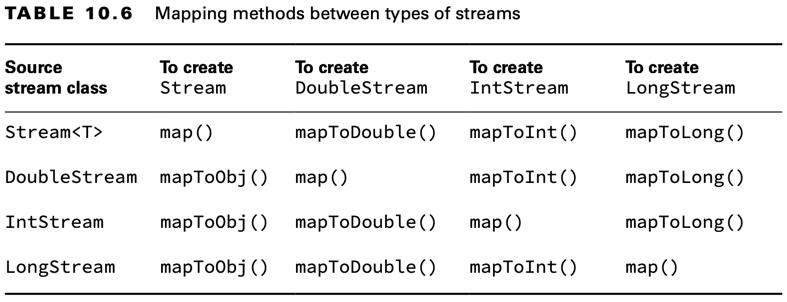 TABLE 10.6 Mapping methods between types of streams
Source To create To create To create To create
stream class Stream DoubleStream IntStream LongStream
Stream<T> map() mapToDouble() mapToInt() mapToLong()
DoubleStream mapToObj() map() mapToInt() mapToLong()
IntStream mapToObj() mapToDouble() map() mapToLong()
LongStream mapToObj() mapToDouble() mapToInt() map()